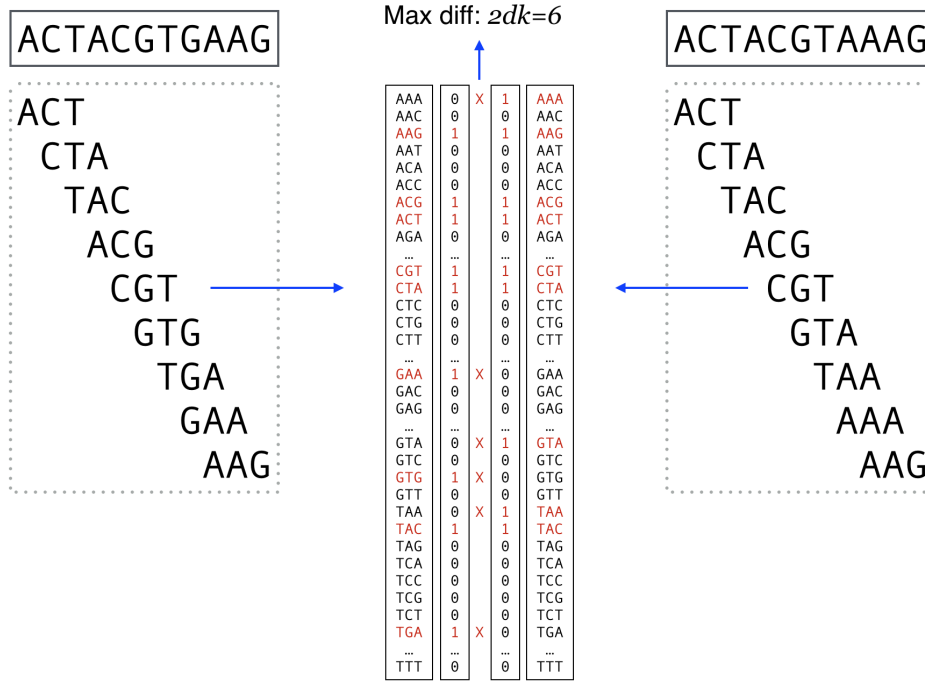 Max diff: 2dk=6
ACTACGTGAAG
ACT
CTA
TAC
ACG
CGT
GTG
TGA
GAA
AAG
AAA 0 X 1 AAA
AAC 0 0 AAC
AAG 1 1 AAG
AAT 0 0 AAT
ACA 0 0 ACA
ACC 0 0 ACC
ACG 1 1 ACG
ACT 1 1 ACT
AGA 0 0 AGA
… … … …
CGT 1 1 CGT
CTA 1 1 CTA
CTC 0 0 CTC
CTG 0 0 CTG
CTT 0 0 CTT
… … … …
GAA 1 X 0 GAA
GAC 0 0 GAC
GAG 0 0 GAG
… … … …
GTA 0 X 1 GTA
GTC 0 0 GTC
GTG 1 X 0 GTG
GTT 0 0 GTT
TAA 0 X 1 TAA
TAC 1 1 TAC
TAG 0 0 TAG
TCA 0 0 TCA
TCC 0 0 TCC
TCG 0 0 TCG
TCT 0 0 TCT
TGA 1 X 0 TGA
… … … …
TTT 0 0 TTT
ACTACGTAAAG
ACT
CTA
TAC
ACG
CGT
GTA
TAA
AAA
AAG